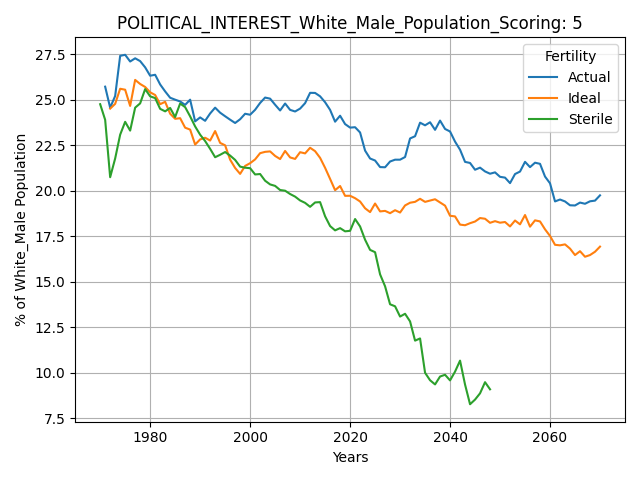 POLITICAL_INTEREST_White_Male_Population_Scoring: 5
Fertility
Actual
Ideal
Sterile
% of White_Male Population
27.5
25.0
22.5
20.0
17.5
15.0
12.5
10.0
7.5
1980 2000 2020 2040 2060
Years